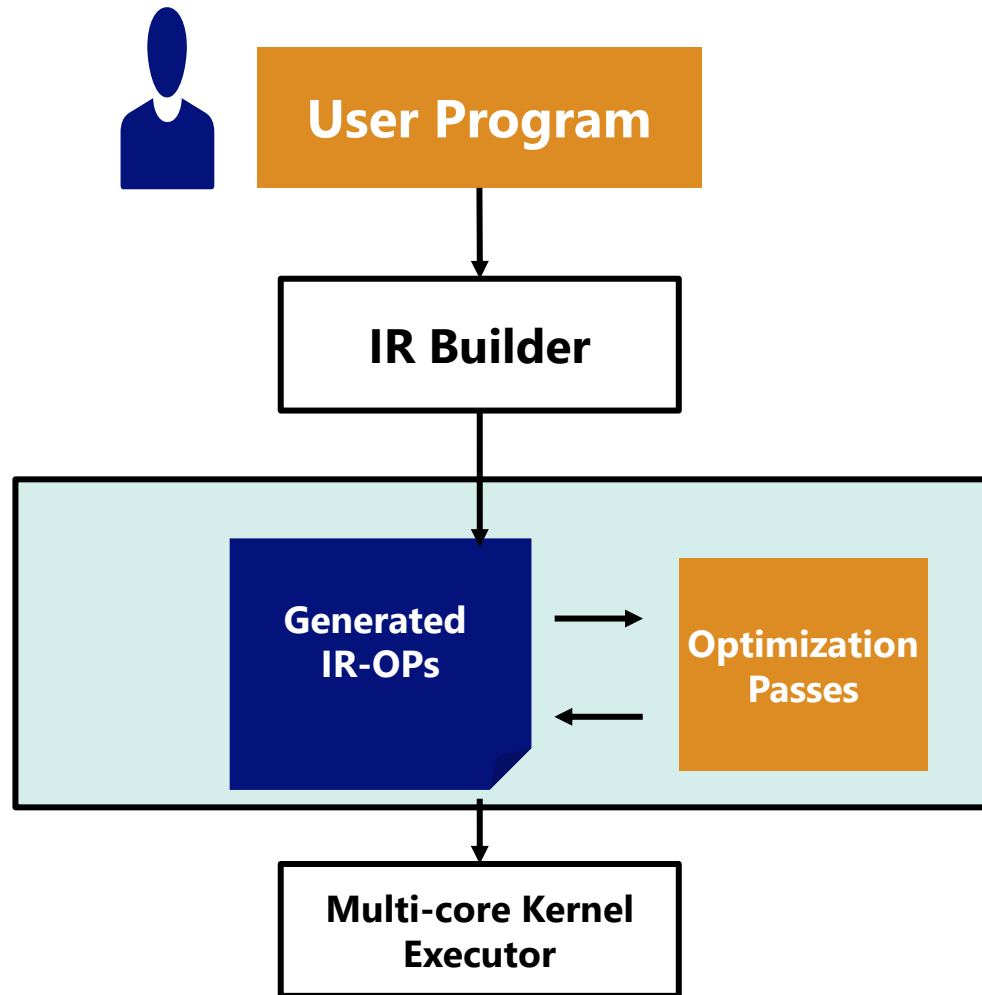 User Program
IR Builder
Generated
IR-OPs
Optimization
Passes
Multi-core Kernel
Executor